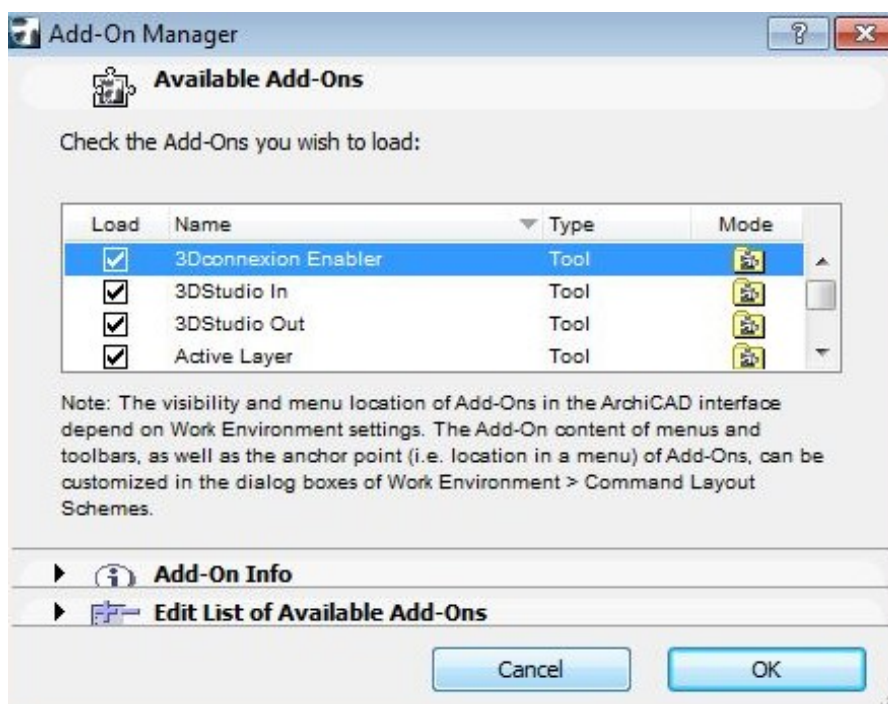 Add-On Manager
Available Add-Ons
Check the Add-Ons you wish to load:
Load Name Type Mode
3Dconnexion Enabler Tool
3DStudio In Tool
3DStudio Out Tool
Active Layer Tool
Note: The visibility and menu location of Add-Ons in the ArchiCAD interface
depend on Work Environment settings. The Add-On content of menus and
toolbars, as well as the anchor point (i.e. location in a menu) of Add-Ons, can be
customized in the dialog boxes of Work Environment > Command Layout
Schemes.
Add-On Info
Edit List of Available Add-Ons
Cancel OK